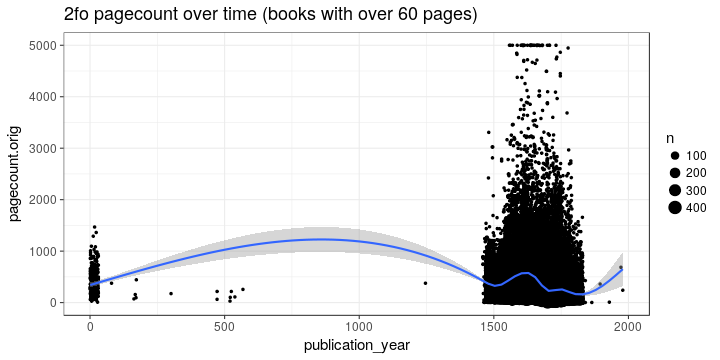 2fo pagecount over time (books with over 60 pages)
5000
4000
3000
2000
1000
0
pagecount.orig
0 500 1000 1500 2000
publication_year
n
100
200
300
400